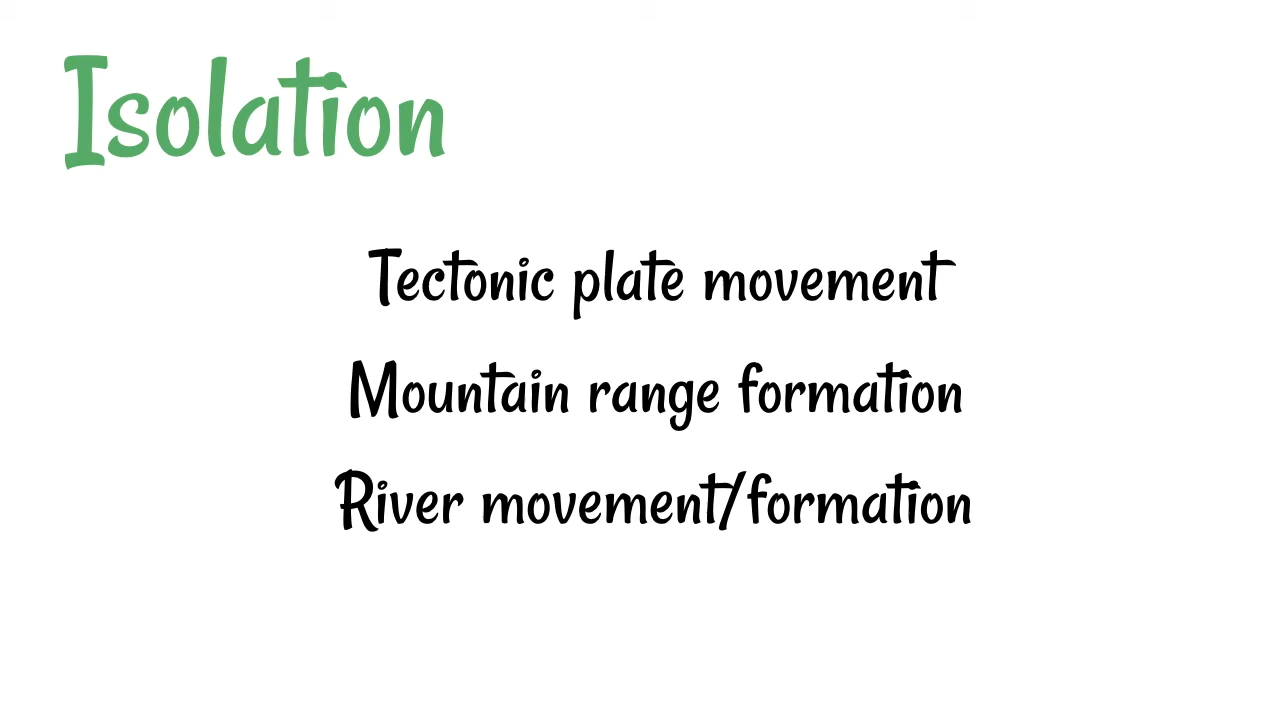 Isolation
Tectonic plate movement
Mountain range formation
River movement/formation